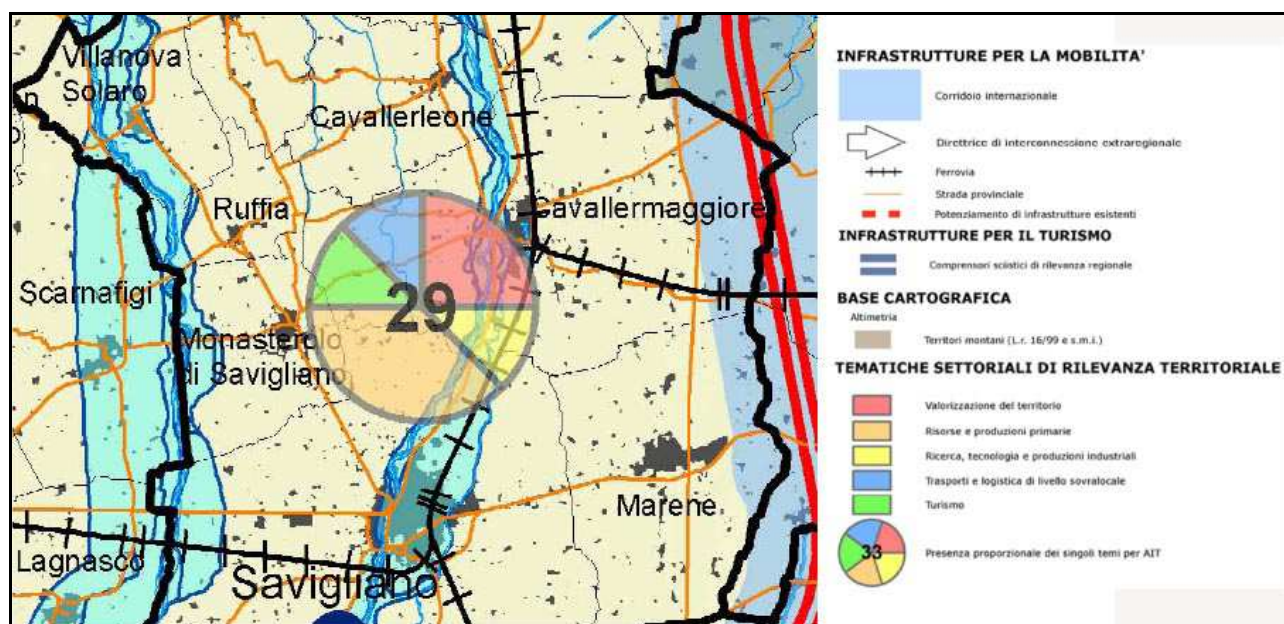 Villanova
Solaro
Cavallerleone
Ruffia
Cavallermaggiore
Scarnafigi
29
Monasterolo
di Savigliano
Marene
Lagnasco
Savigliano
INFRASTRUTTURE PER LA MOBILITA'
Corridoio internazionale
Direttrice di interconnessione extraregionale
Ferrovia
Strada provinciale
Potenziamento di infrastrutture esistenti
INFRASTRUTTURE PER IL TURISMO
Comprensori sciistici di rilevanza regionale
BASE CARTOGRAFICA
Altimetria
Territori montani (L.r. 16/99 e s.m.i.)
TEMATICHE SETTORIALI DI RILEVANZA TERRITORIALE
Valorizzazione del territorio
Risorse e produzioni primarie
Ricerca, tecnologia e produzioni industriali
Trasporti e logistica di livello sovralocale
Turismo
33
Presenza proporzionale dei singoli temi per AIT